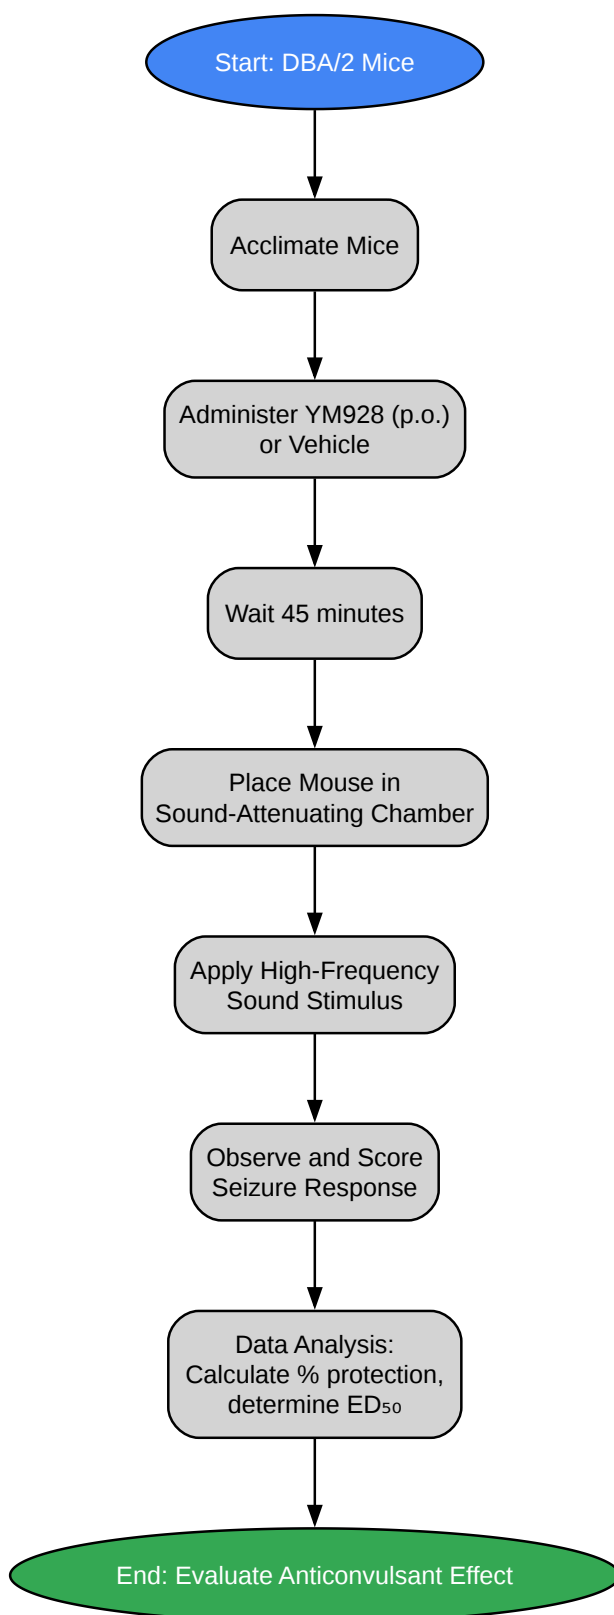 Start: DBA/2 Mice
Acclimate Mice
Administer YM928 (p.o.)
or Vehicle
Wait 45 minutes
Place Mouse in
Sound-Attenuating Chamber
Apply High-Frequency
Sound Stimulus
Observe and Score
Seizure Response
Data Analysis:
Calculate % protection,
determine ED₅₀
End: Evaluate Anticonvulsant Effect